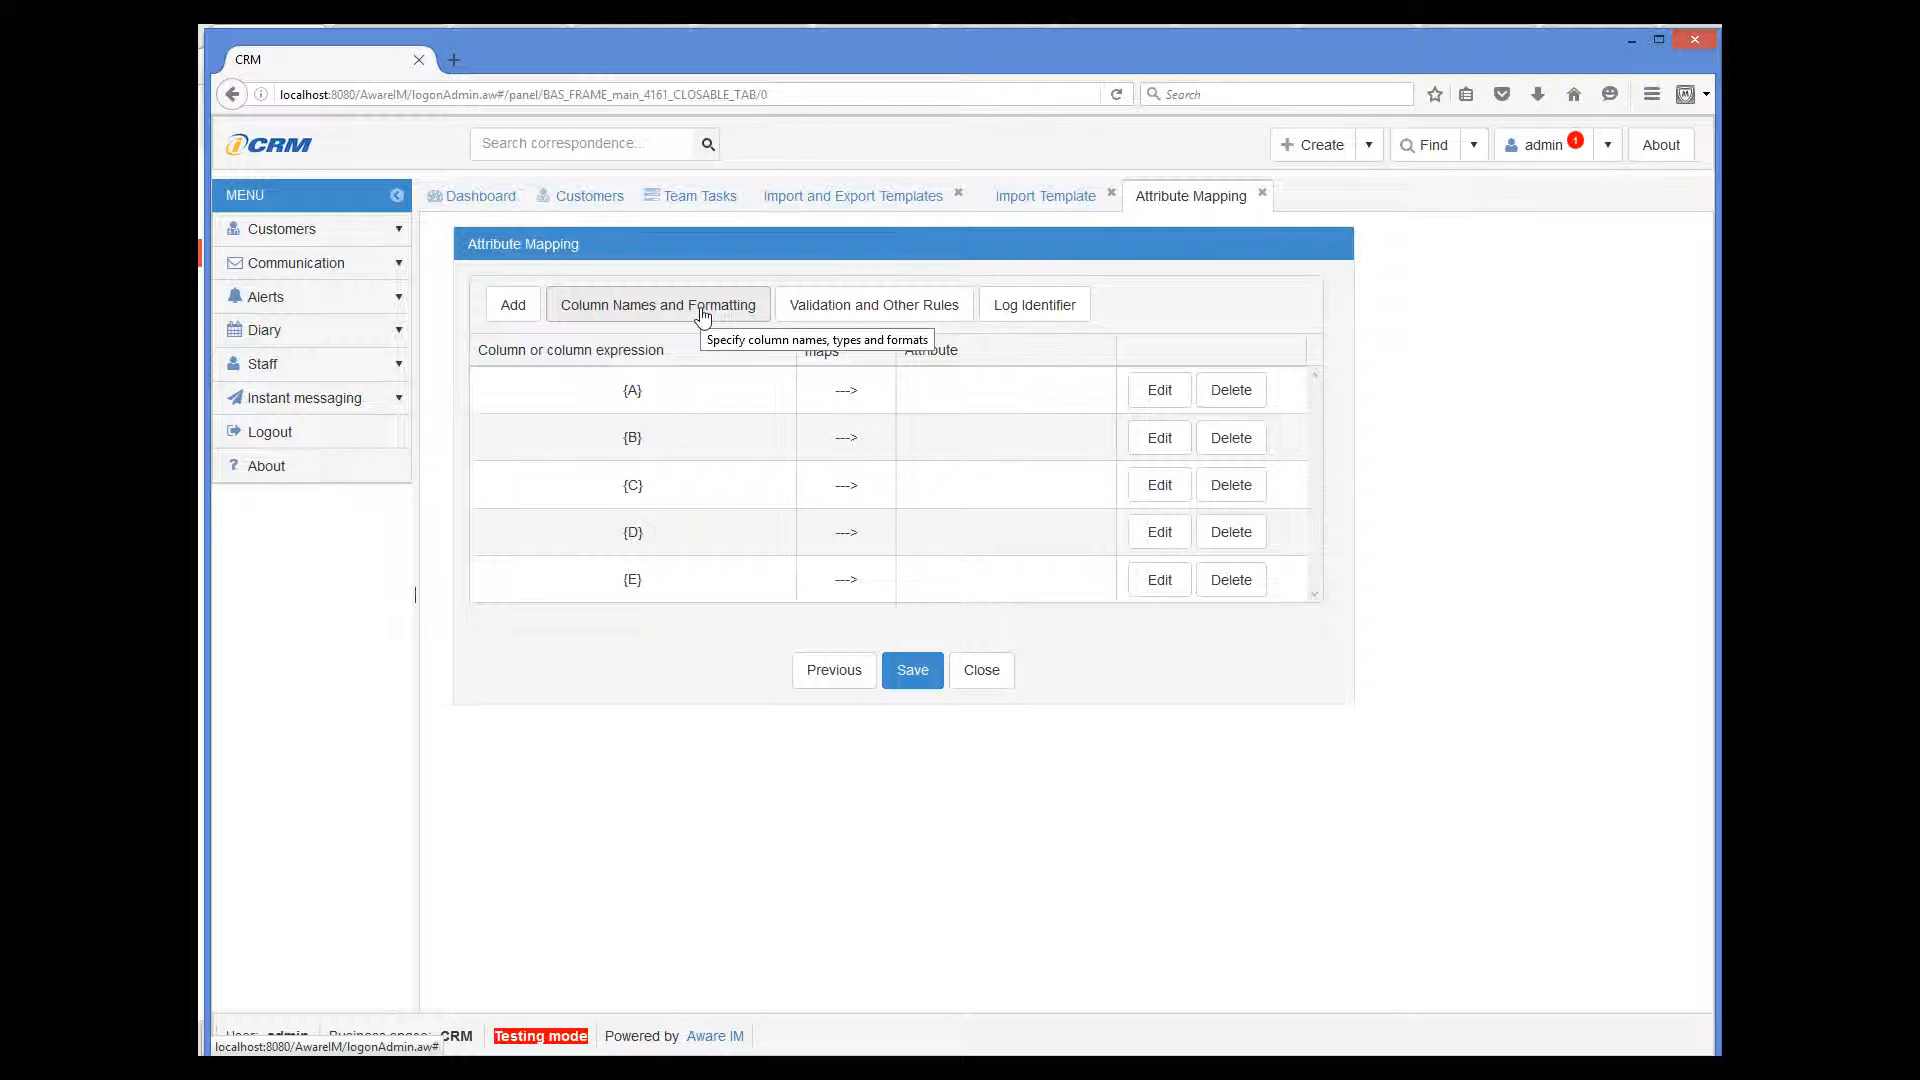 CRM
localhost:8080/AwareIM/logonAdmin.aw#/panel/BAS_FRAME_main_4161_CLOSABLE_TAB/0
Search
iCRM
Search correspondence...
Create
Find
admin 1
About
MENU
Dashboard
Customers
Team Tasks
Import and Export Templates
Import Template
Attribute Mapping
Customers
Communication
Alerts
Diary
Staff
Instant messaging
Logout
About
Attribute Mapping
Add
Column Names and Formatting
Validation and Other Rules
Log Identifier
Specify column names, types and formats
Column or column expression maps Attribute
{A} ---> Edit Delete
{B} ---> Edit Delete
{C} ---> Edit Delete
{D} ---> Edit Delete
{E} ---> Edit Delete
Previous Save Close
User: admin Business space: CRM Testing mode Powered by Aware IM
localhost:8080/AwareIM/logonAdmin.aw#